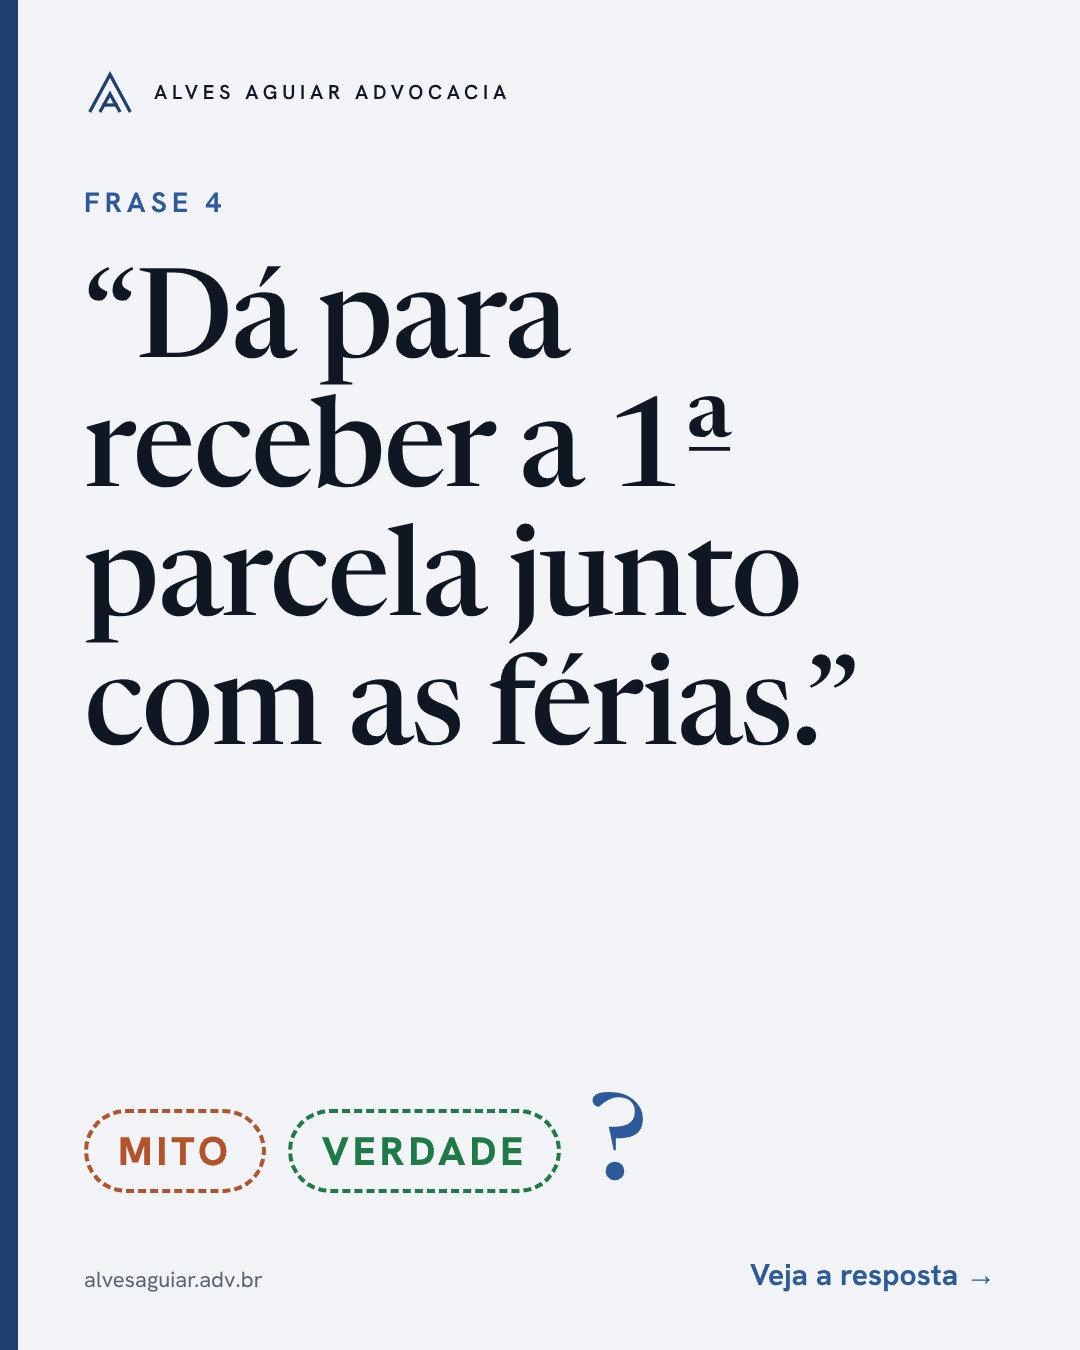 ALVES AGUIAR ADVOCACIA
FRASE 4
“Dá para
receber a 1ª
parcela junto
com as férias.”
MITO VERDADE ?
alvesaguiar.adv.br
Veja a resposta →